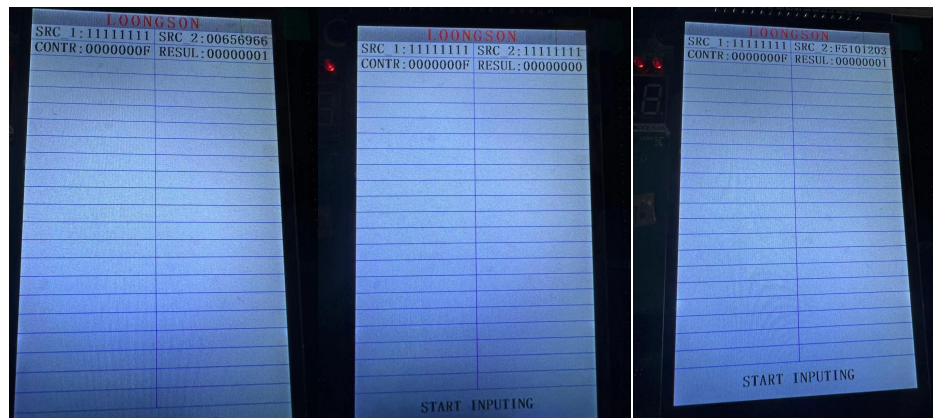 LOONGSON
SRC_1:11111111 SRC_2:00656966
CONTR:0000000F RESUL:00000001
LOONGSON
SRC_1:11111111 SRC_2:11111111
CONTR:0000000F RESUL:00000000
START INPUTING
LOONGSON
SRC_1:11111111 SRC_2:F5101203
CONTR:0000000F RESUL:00000001
START INPUTING